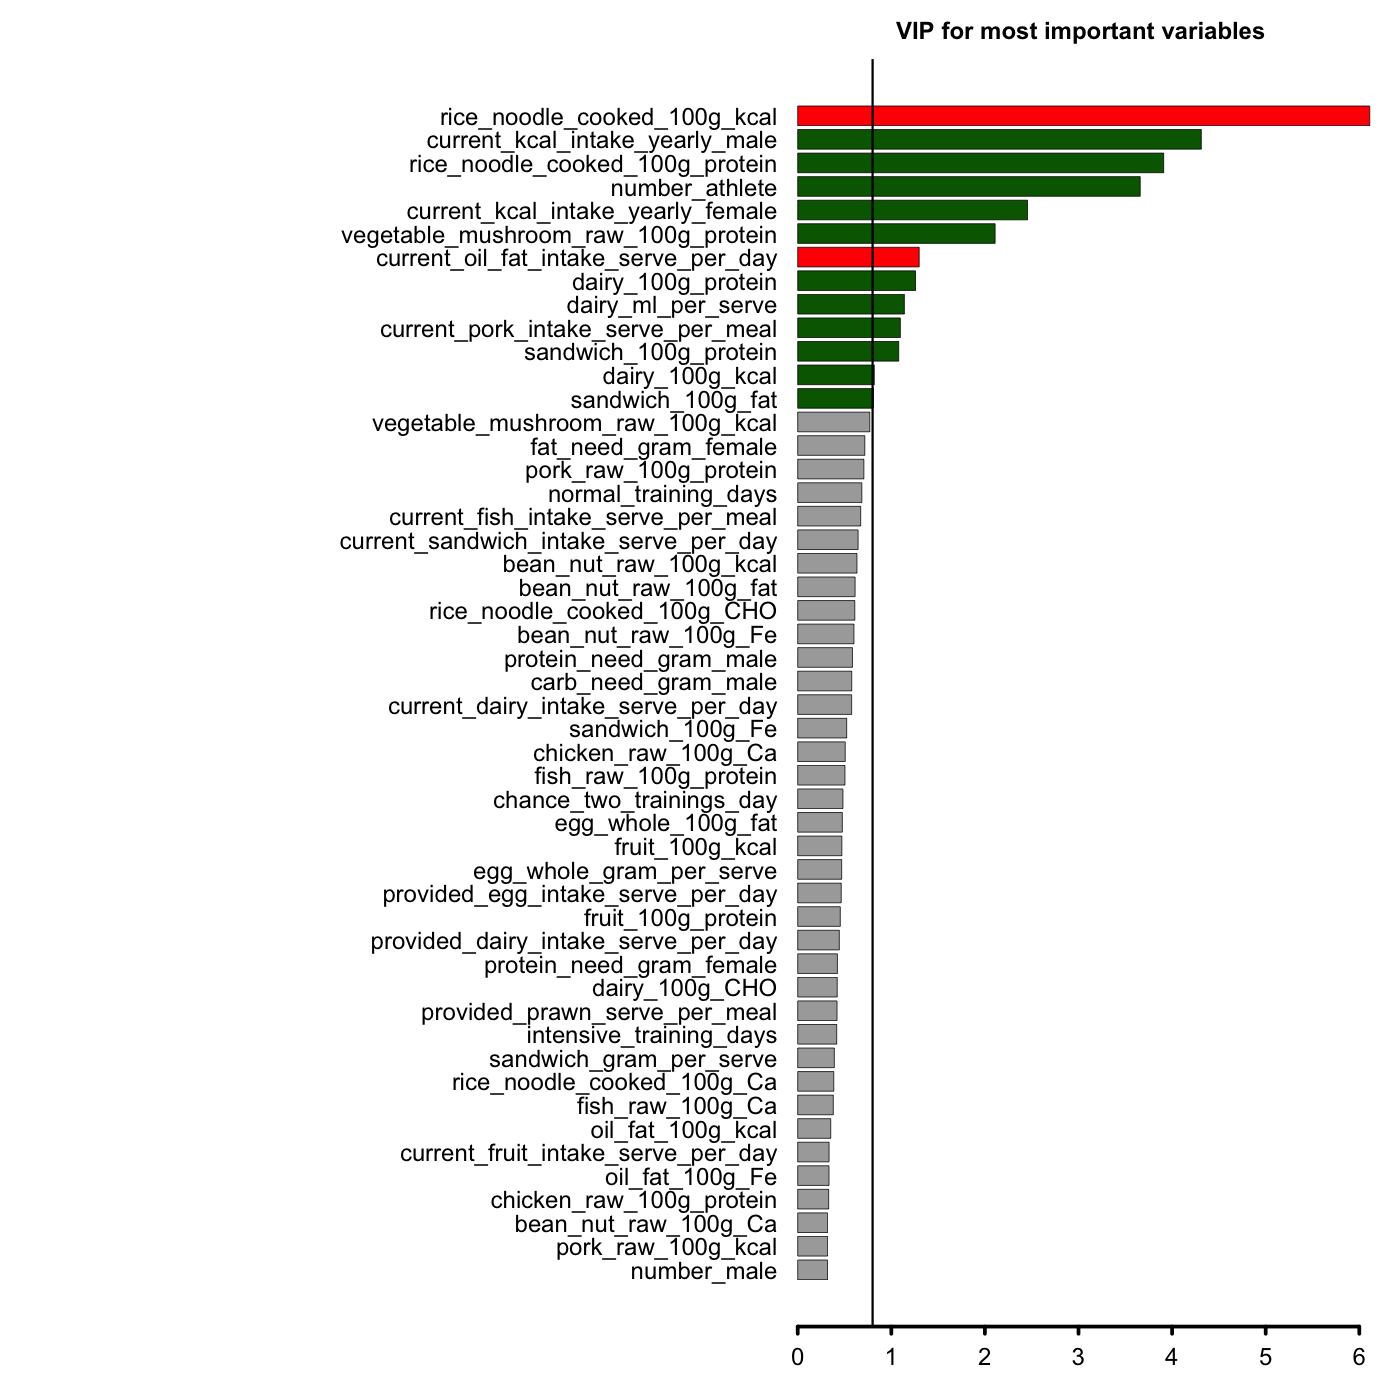 VIP for most important variables
rice_noodle_cooked_100g_kcal
current_kcal_intake_yearly_male
rice_noodle_cooked_100g_protein
number_athlete
current_kcal_intake_yearly_female
vegetable_mushroom_raw_100g_protein
current_oil_fat_intake_serve_per_day
dairy_100g_protein
dairy_ml_per_serve
current_pork_intake_serve_per_meal
sandwich_100g_protein
dairy_100g_kcal
sandwich_100g_fat
vegetable_mushroom_raw_100g_kcal
fat_need_gram_female
pork_raw_100g_protein
normal_training_days
current_fish_intake_serve_per_meal
current_sandwich_intake_serve_per_day
bean_nut_raw_100g_kcal
bean_nut_raw_100g_fat
rice_noodle_cooked_100g_CHO
bean_nut_raw_100g_Fe
protein_need_gram_male
carb_need_gram_male
current_dairy_intake_serve_per_day
sandwich_100g_Fe
chicken_raw_100g_Ca
fish_raw_100g_protein
chance_two_trainings_day
egg_whole_100g_fat
fruit_100g_kcal
egg_whole_gram_per_serve
provided_egg_intake_serve_per_day
fruit_100g_protein
provided_dairy_intake_serve_per_day
protein_need_gram_female
dairy_100g_CHO
provided_prawn_serve_per_meal
intensive_training_days
sandwich_gram_per_serve
rice_noodle_cooked_100g_Ca
fish_raw_100g_Ca
oil_fat_100g_kcal
current_fruit_intake_serve_per_day
oil_fat_100g_Fe
chicken_raw_100g_protein
bean_nut_raw_100g_Ca
pork_raw_100g_kcal
number_male
0 1 2 3 4 5 6